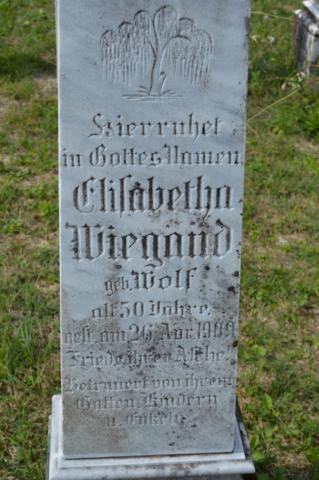 Hier ruhet
in Gottes Namen
Elisabetha
Wiegand
geb. Wolf
alt 50 Jahre.
gest. am 26 Apr. 1909
Friede ihrer Asche.
Betrauert von ihrem
Gatten, Kindern
u. Enkeln.